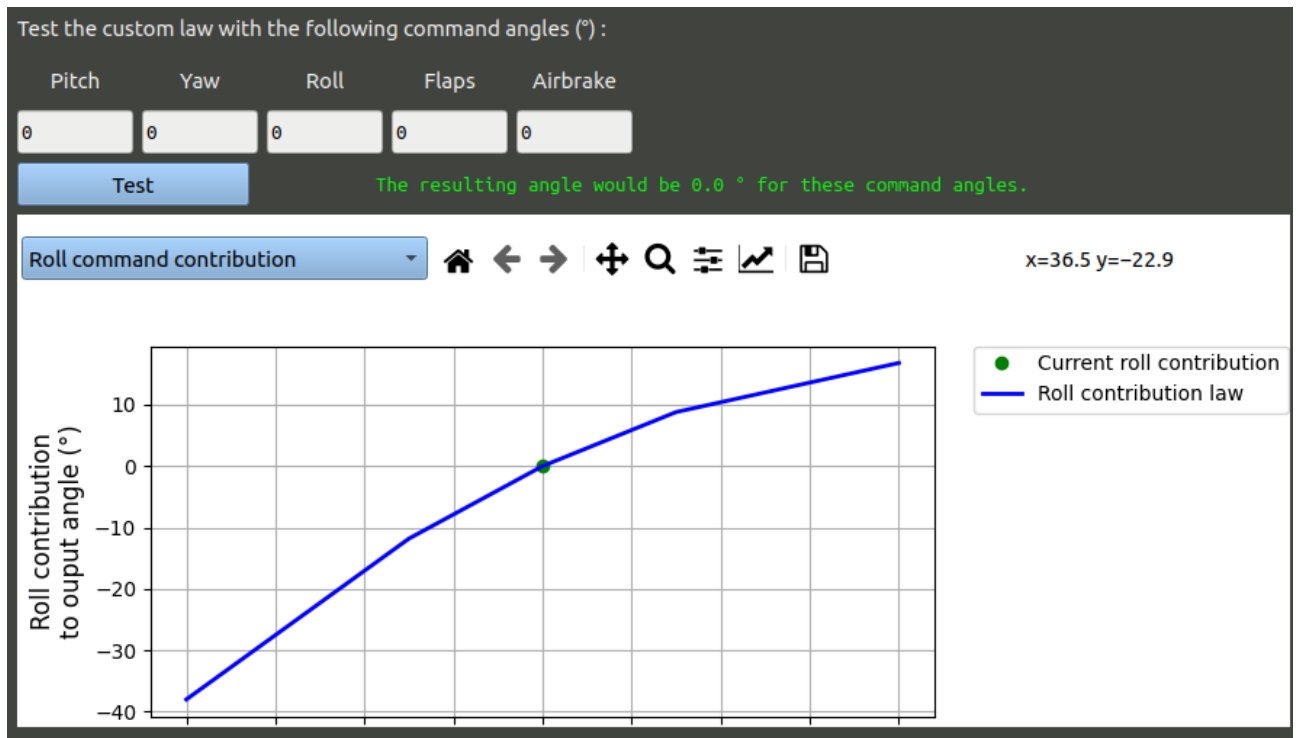 Test the custom law with the following command angles (°) :
Pitch Yaw Roll Flaps Airbrake
0 0 0 0 0
Test The resulting angle would be 0.0 ° for these command angles.
Roll command contribution x=36.5 y=−22.9
Current roll contribution
Roll contribution law
Roll contribution
to ouput angle (°)
10
0
−10
−20
−30
−40